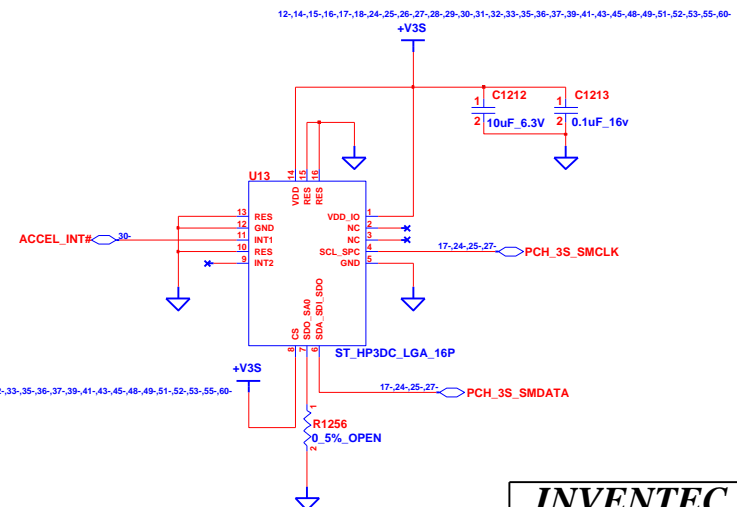 12-,14-,15-,16-,17-,18-,24-,25-,26-,27-,28-,29-,30-,31-,32-,33-,35-,36-,37-,39-,41-,43-,45-,48-,49-,51-,52-,53-,55-,60-
+V3S
C1212
C1213
1
1
2
10uF_6.3V
2
0.1uF_16v
U13
14
15
16
VDD
RES
RES
13
RES
VDD_IO
1
12
GND
NC
2
ACCEL_INT#
30-
11
INT1
NC
3
10
RES
SCL_SPC
4
17-,24-,25-,27-
PCH_3S_SMCLK
9
INT2
GND
5
CS
SDO_SA0
SDA_SDI_SDO
8
7
6
ST_HP3DC_LGA_16P
+V3S
-,33-,35-,36-,37-,39-,41-,43-,45-,48-,49-,51-,52-,53-,55-,60-
17-,24-,25-,27-
PCH_3S_SMDATA
1
R1256
0_5%_OPEN
2
INVENTEC